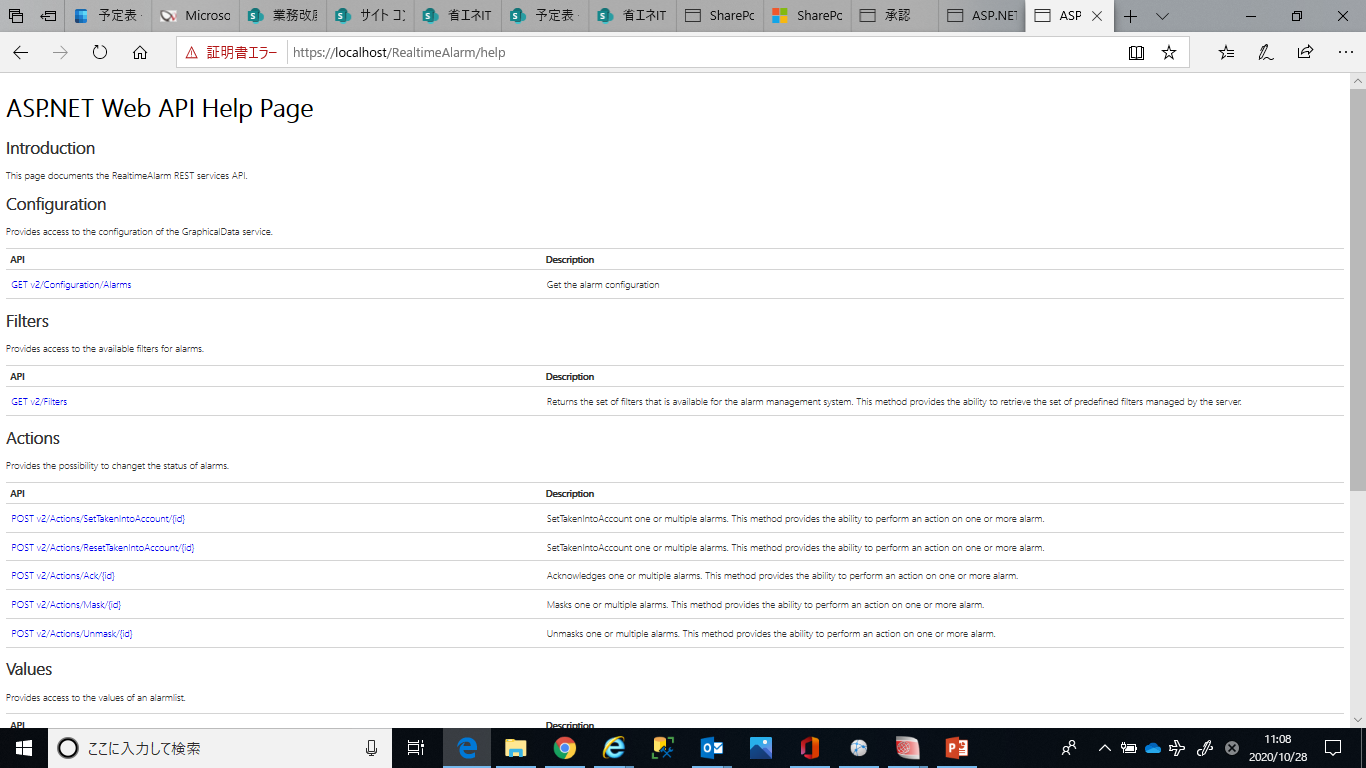 予定表
Microso
業務改
サイト コン
省エネIT
予定表
省エネIT
SharePo
SharePo
承認
ASP.NET
ASP
証明書エラー
https://localhost/RealtimeAlarm/help
ASP.NET Web API Help Page
Introduction
This page documents the RealtimeAlarm REST services API.
Configuration
Provides access to the configuration of the GraphicalData service.
API Description
GET v2/Configuration/Alarms Get the alarm configuration
Filters
Provides access to the available filters for alarms.
API Description
GET v2/Filters Returns the set of filters that is available for the alarm management system. This method provides the ability to retrieve the set of predefined filters managed by the server.
Actions
Provides the possibility to changet the status of alarms.
API Description
POST v2/Actions/SetTakenIntoAccount/{id} SetTakenIntoAccount one or multiple alarms. This method provides the ability to perform an action on one or more alarm.
POST v2/Actions/ResetTakenIntoAccount/{id} SetTakenIntoAccount one or multiple alarms. This method provides the ability to perform an action on one or more alarm.
POST v2/Actions/Ack/{id} Acknowledges one or multiple alarms. This method provides the ability to perform an action on one or more alarm.
POST v2/Actions/Mask/{id} Masks one or multiple alarms. This method provides the ability to perform an action on one or more alarm.
POST v2/Actions/Unmask/{id} Unmasks one or multiple alarms. This method provides the ability to perform an action on one or more alarm.
Values
Provides access to the values of an alarmlist.
API Description
ここに入力して検索
11:08
2020/10/28